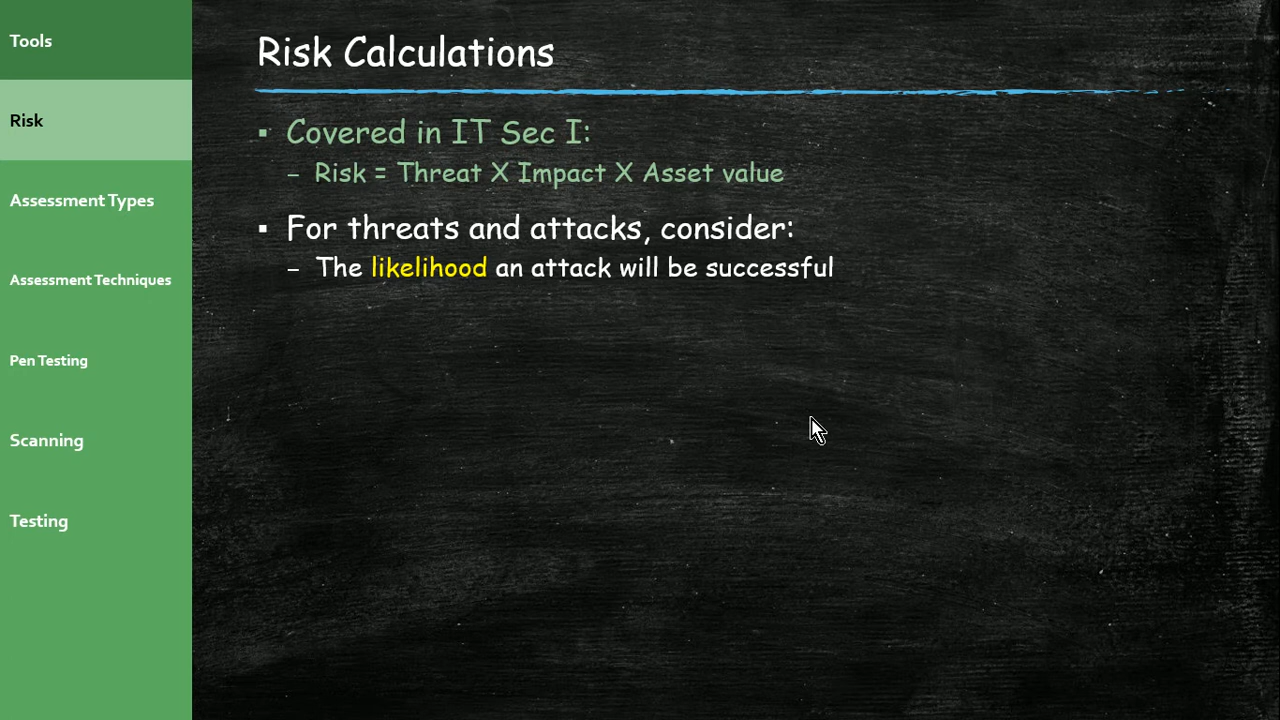 Tools
Risk
Assessment Types
Assessment Techniques
Pen Testing
Scanning
Testing
Risk Calculations
▪ Covered in IT Sec I:
– Risk = Threat X Impact X Asset value
▪ For threats and attacks, consider:
– The likelihood an attack will be successful